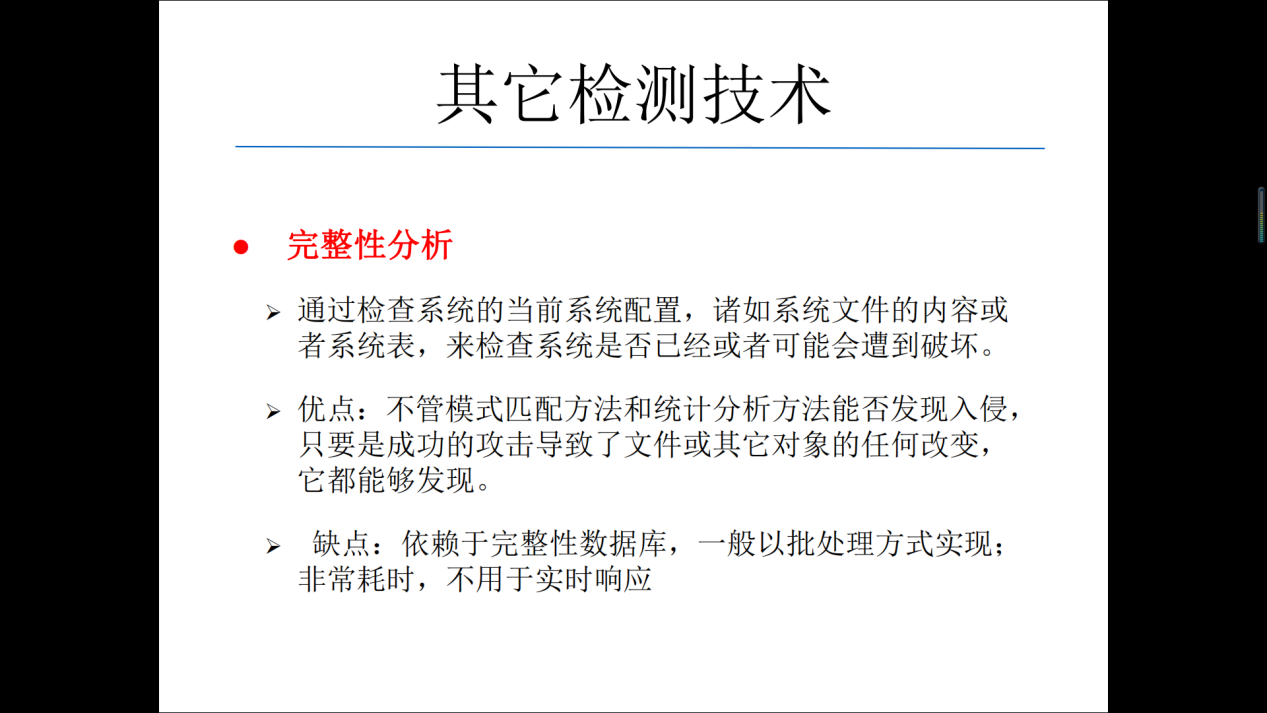 其它检测技术
● 完整性分析
➢ 通过检查系统的当前系统配置，诸如系统文件的内容或
者系统表，来检查系统是否已经或者可能会遭到破坏。
➢ 优点：不管模式匹配方法和统计分析方法能否发现入侵，
只要是成功的攻击导致了文件或其它对象的任何改变，
它都能够发现。
➢ 缺点：依赖于完整性数据库，一般以批处理方式实现；
非常耗时，不用于实时响应